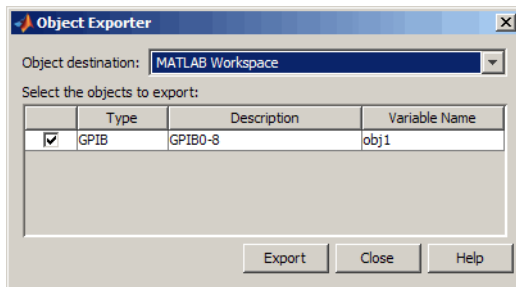 Object Exporter
Object destination: MATLAB Workspace
Select the objects to export:
Type Description Variable Name
GPIB GPIB0-8 obj1
Export Close Help